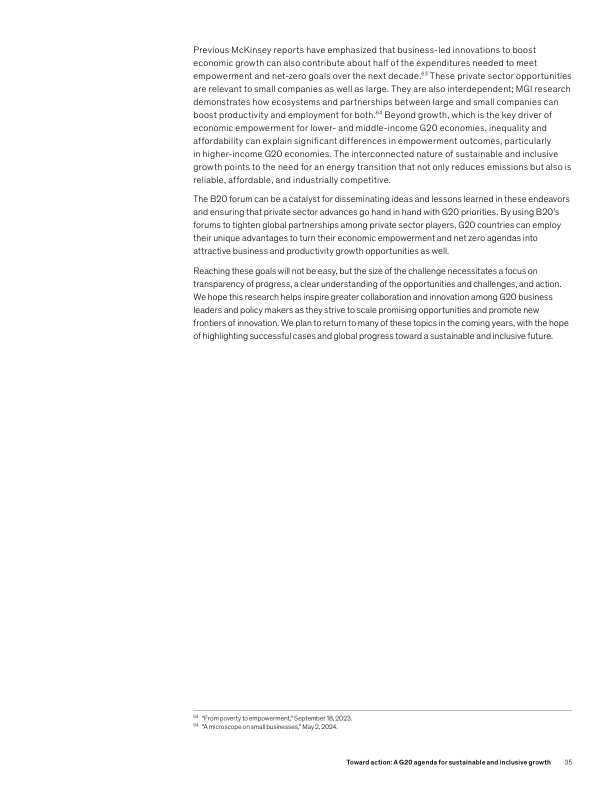 Previous McKinsey reports have emphasized that business-led innovations to boost
economic growth can also contribute about half of the expenditures needed to meet
empowerment and net-zero goals over the next decade.63 These private sector opportunities
are relevant to small companies as well as large. They are also interdependent; MGI research
demonstrates how ecosystems and partnerships between large and small companies can
boost productivity and employment for both.64 Beyond growth, which is the key driver of
economic empowerment for lower- and middle-income G20 economies, inequality and
affordability can explain significant differences in empowerment outcomes, particularly
in higher-income G20 economies. The interconnected nature of sustainable and inclusive
growth points to the need for an energy transition that not only reduces emissions but also is
reliable, affordable, and industrially competitive.
The B20 forum can be a catalyst for disseminating ideas and lessons learned in these endeavors
and ensuring that private sector advances go hand in hand with G20 priorities. By using B20's
forums to tighten global partnerships among private sector players, G20 countries can employ
their unique advantages to turn their economic empowerment and net zero agendas into
attractive business and productivity growth opportunities as well.
Reaching these goals will not be easy, but the size of the challenge necessitates a focus on
transparency of progress, a clear understanding of the opportunities and challenges, and action.
We hope this research helps inspire greater collaboration and innovation among G20 business
leaders and policy makers as they strive to scale promising opportunities and promote new
frontiers of innovation. We plan to return to many of these topics in the coming years, with the hope
of highlighting successful cases and global progress toward a sustainable and inclusive future.
63 "From poverty to empowerment," September 18, 2023.
64 "A microscope on small businesses," May 2, 2024.
Toward action: A G20 agenda for sustainable and inclusive growth 35